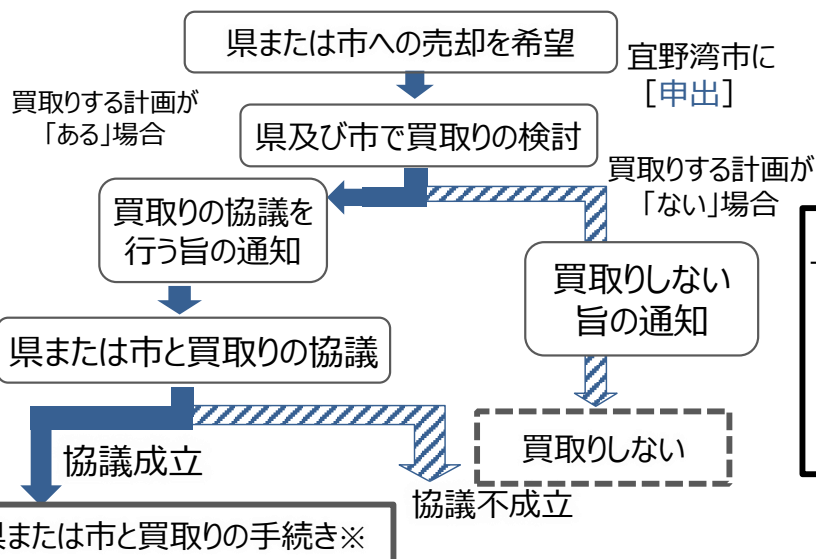 県または市への売却を希望
宜野湾市に
[申出]
買取りする計画が
「ある」場合
県及び市で買取りの検討
買取りする計画が
「ない」場合
買取りの協議を
行う旨の通知
買取りしない
旨の通知
県または市と買取りの協議
買取りしない
協議成立
協議不成立
県または市と買取りの手続き※